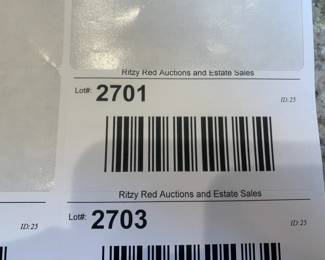 Ritzy Red Auctions and Estate Sales
Lot#: 2701 ID:25
Ritzy Red Auctions and Estate Sales
ID:25 Lot#: 2703 ID:25